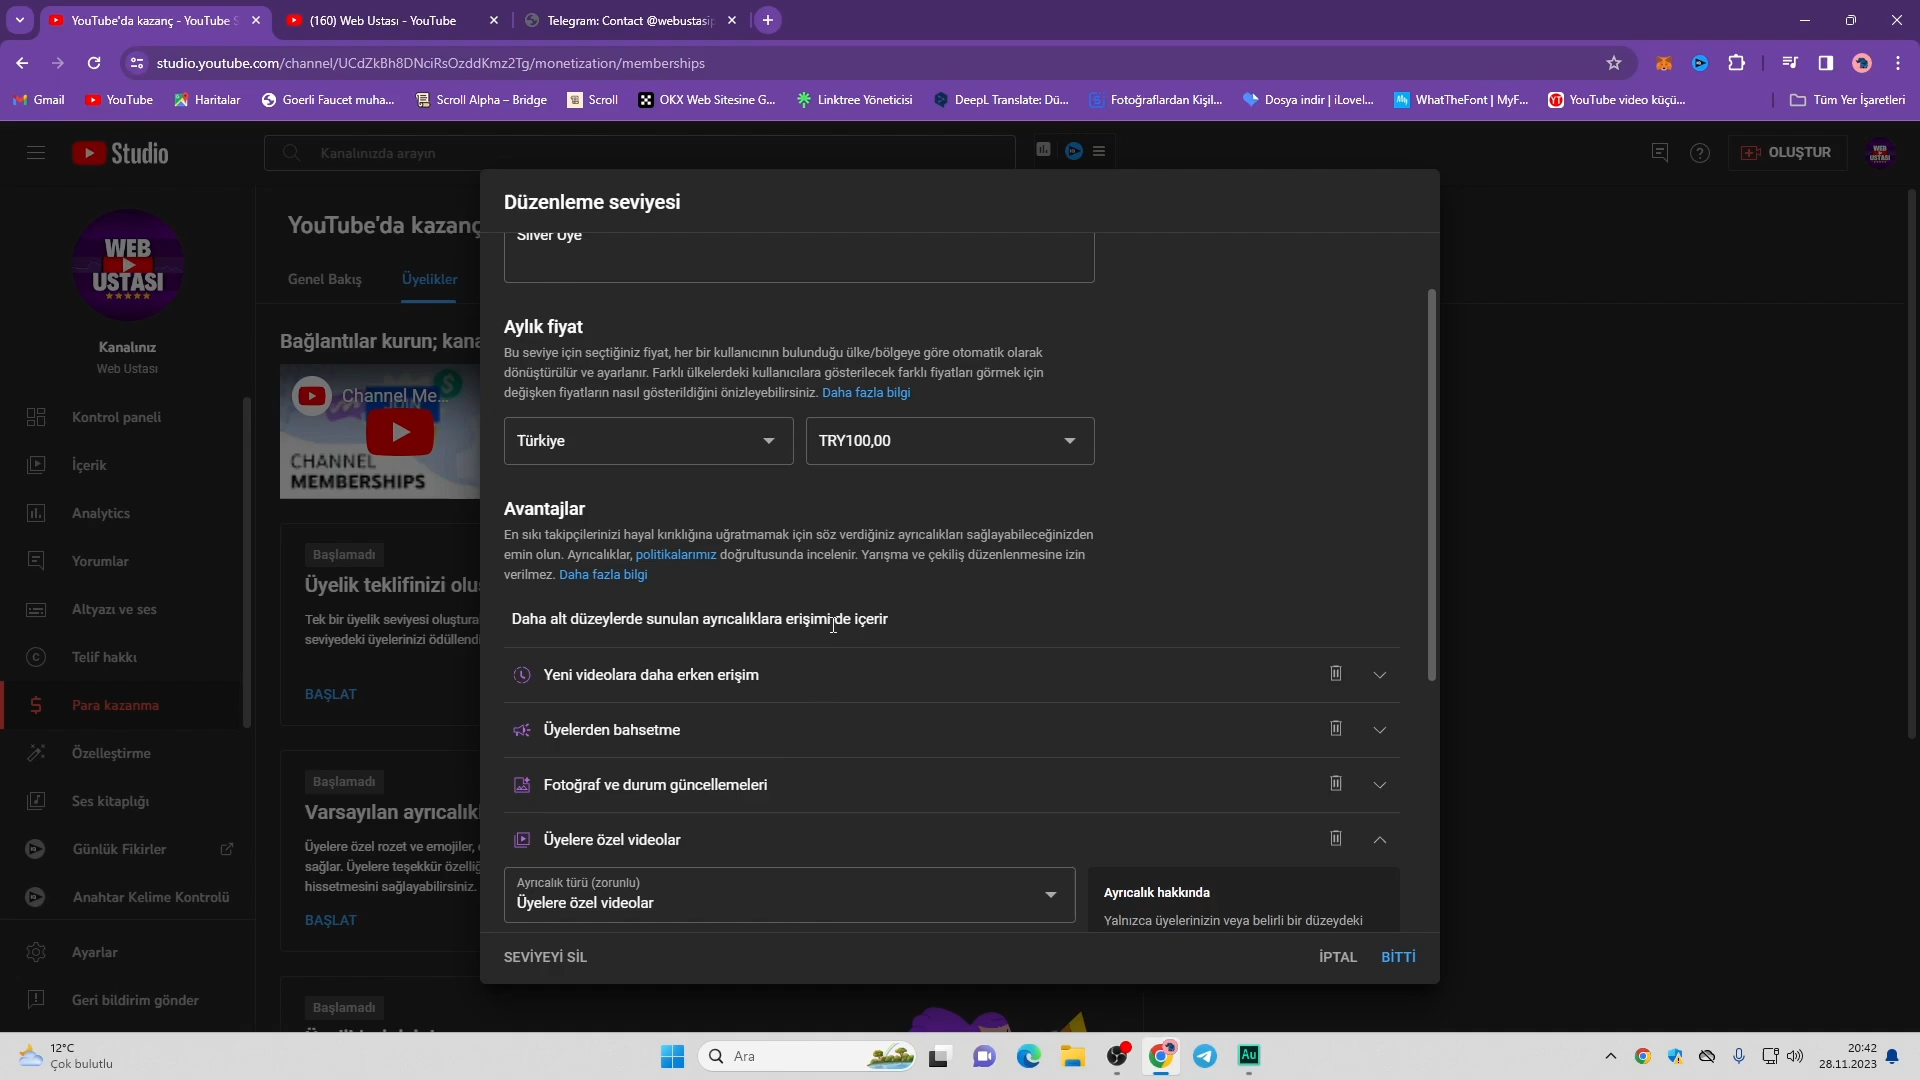 YouTube'da kazanç - YouTube S
(160) Web Ustası - YouTube
Telegram: Contact @webustasip
studio.youtube.com/channel/UCdZkBh8DNciRsOzddKmz2Tg/monetization/memberships
Gmail
YouTube
Haritalar
Goerli Faucet muha...
Scroll Alpha – Bridge
Scroll
OKX Web Sitesine G...
Linktree Yöneticisi
DeepL Translate: Dü...
Fotoğraflardan Kişil...
Dosya indir | iLoveI...
WhatTheFont | MyF...
YouTube video küçü...
Tüm Yer İşaretleri
Studio
Kanalınızda arayın
OLUŞTUR
WEB
USTASI
Kanalınız
Web Ustası
Kontrol paneli
İçerik
Analytics
Yorumlar
Altyazı ve ses
Telif hakkı
Para kazanma
Özelleştirme
Ses kitaplığı
Günlük Fikirler
Anahtar Kelime Kontrolü
Ayarlar
Geri bildirim gönder
YouTube'da kazanç
Genel Bakış
Üyelikler
Bağlantılar kurun; kana
Channel Me...
JOIN
CHANNEL
MEMBERSHIPS
Başlamadı
Üyelik teklifinizi olu
Tek bir üyelik seviyesi oluştura
seviyedeki üyelerinizi ödüllendi
BAŞLAT
Başlamadı
Varsayılan ayrıcalık
Üyelere özel rozet ve emojiler,
sağlar. Üyelere teşekkür özelliğ
hissetmesini sağlayabilirsiniz.
BAŞLAT
Başlamadı
Düzenleme seviyesi
Silver Üye
Aylık fiyat
Bu seviye için seçtiğiniz fiyat, her bir kullanıcının bulunduğu ülke/bölgeye göre otomatik olarak
dönüştürülür ve ayarlanır. Farklı ülkelerdeki kullanıcılara gösterilecek farklı fiyatları görmek için
değişken fiyatların nasıl gösterildiğini önizleyebilirsiniz. Daha fazla bilgi
Türkiye
TRY100,00
Avantajlar
En sıkı takipçilerinizi hayal kırıklığına uğratmamak için söz verdiğiniz ayrıcalıkları sağlayabileceğinizden
emin olun. Ayrıcalıklar, politikalarımız doğrultusunda incelenir. Yarışma ve çekiliş düzenlenmesine izin
verilmez. Daha fazla bilgi
Daha alt düzeylerde sunulan ayrıcalıklara erişimi de içerir
Yeni videolara daha erken erişim
Üyelerden bahsetme
Fotoğraf ve durum güncellemeleri
Üyelere özel videolar
Ayrıcalık türü (zorunlu)
Üyelere özel videolar
Ayrıcalık hakkında
Yalnızca üyelerinizin veya belirli bir düzeydeki
SEVİYEYİ SİL
İPTAL
BİTTİ
12°C
Çok bulutlu
Ara
Au
20:42
28.11.2023